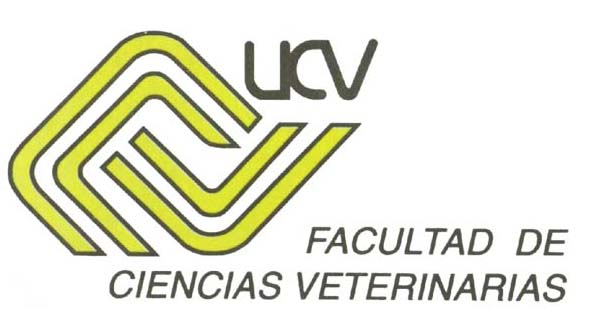 UCV
FACULTAD DE
CIENCIAS VETERINARIAS